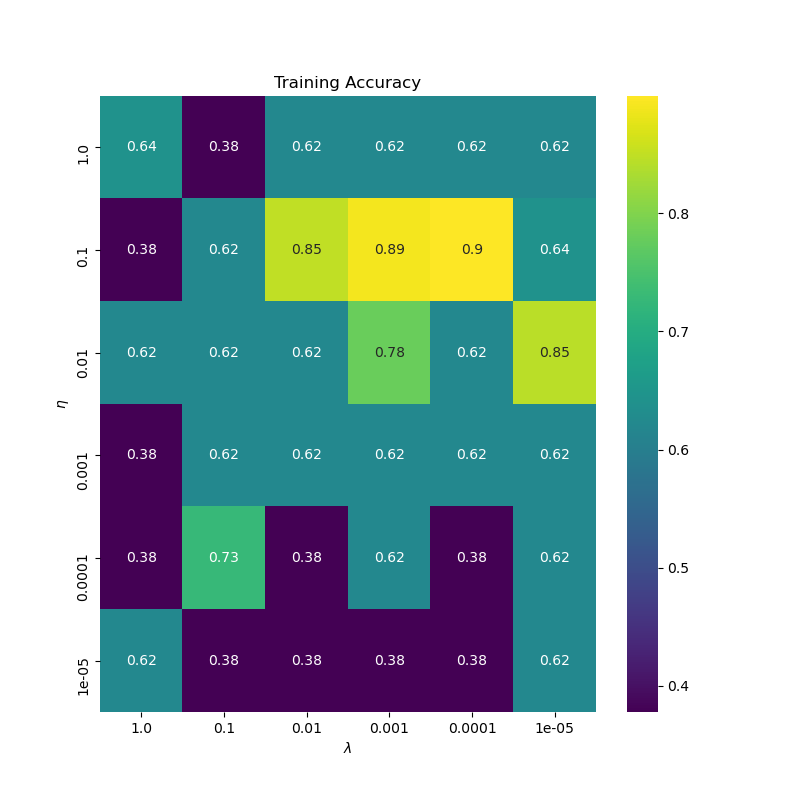 Training Accuracy
1.0 0.64 0.38 0.62 0.62 0.62 0.62
0.1 0.38 0.62 0.85 0.89 0.9 0.64
0.01 0.62 0.62 0.62 0.78 0.62 0.85
0.001 0.38 0.62 0.62 0.62 0.62 0.62
0.0001 0.38 0.73 0.38 0.62 0.38 0.62
1e-05 0.62 0.38 0.38 0.38 0.38 0.62
η
1.0 0.1 0.01 0.001 0.0001 1e-05
λ
0.8
0.7
0.6
0.5
0.4